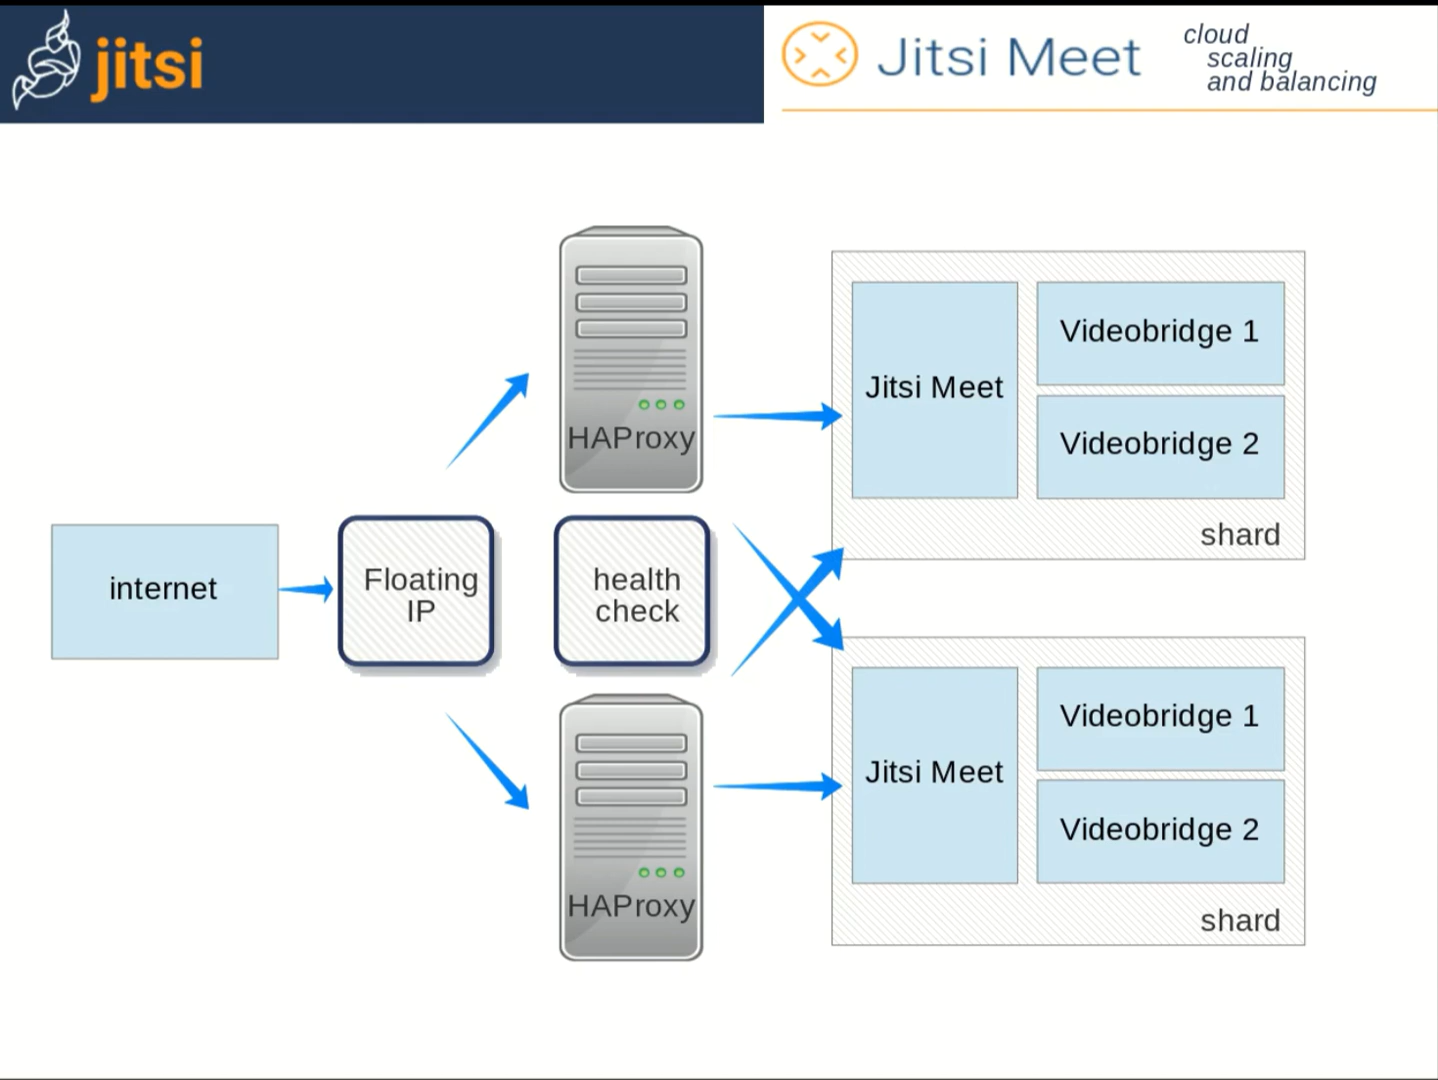 jitsi
Jitsi Meet
cloud
scaling
and balancing
HAProxy
Jitsi Meet
Videobridge 1
Videobridge 2
shard
internet
Floating
IP
health
check
HAProxy
Jitsi Meet
Videobridge 1
Videobridge 2
shard